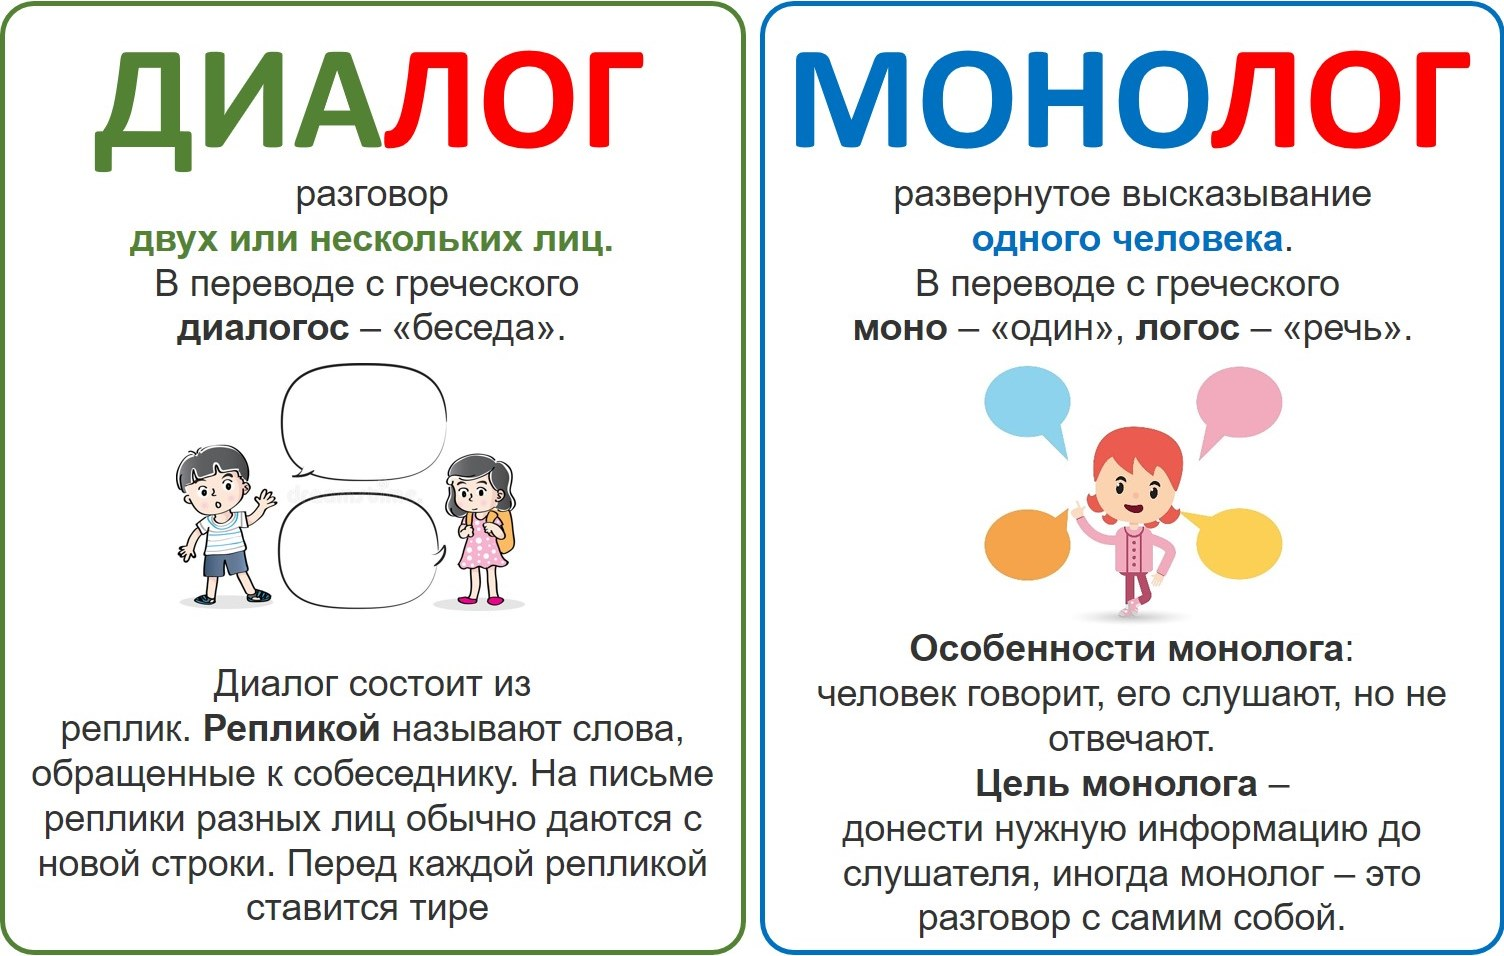 ДИАЛОГ
разговор
двух или нескольких лиц.
В переводе с греческого
диалогос – «беседа».
Диалог состоит из
реплик. Репликой называют слова,
обращенные к собеседнику. На письме
реплики разных лиц обычно даются с
новой строки. Перед каждой репликой
ставится тире
МОНОЛОГ
развернутое высказывание
одного человека.
В переводе с греческого
моно – «один», логос – «речь».
Особенности монолога:
человек говорит, его слушают, но не
отвечают.
Цель монолога –
донести нужную информацию до
слушателя, иногда монолог – это
разговор с самим собой.